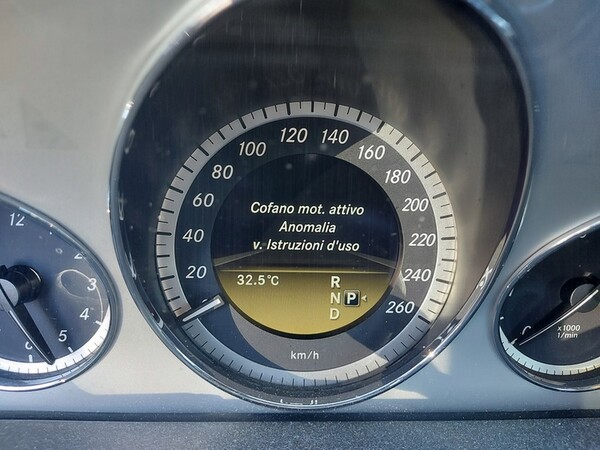 120 140
100 160
80 180
60 200
40 220
20 240
260
Cofano mot. attivo
Anomalia
v. Istruzioni d'uso
32.5°C
R
N P
D
km/h
12
2
3
4
5
x1000
1/min